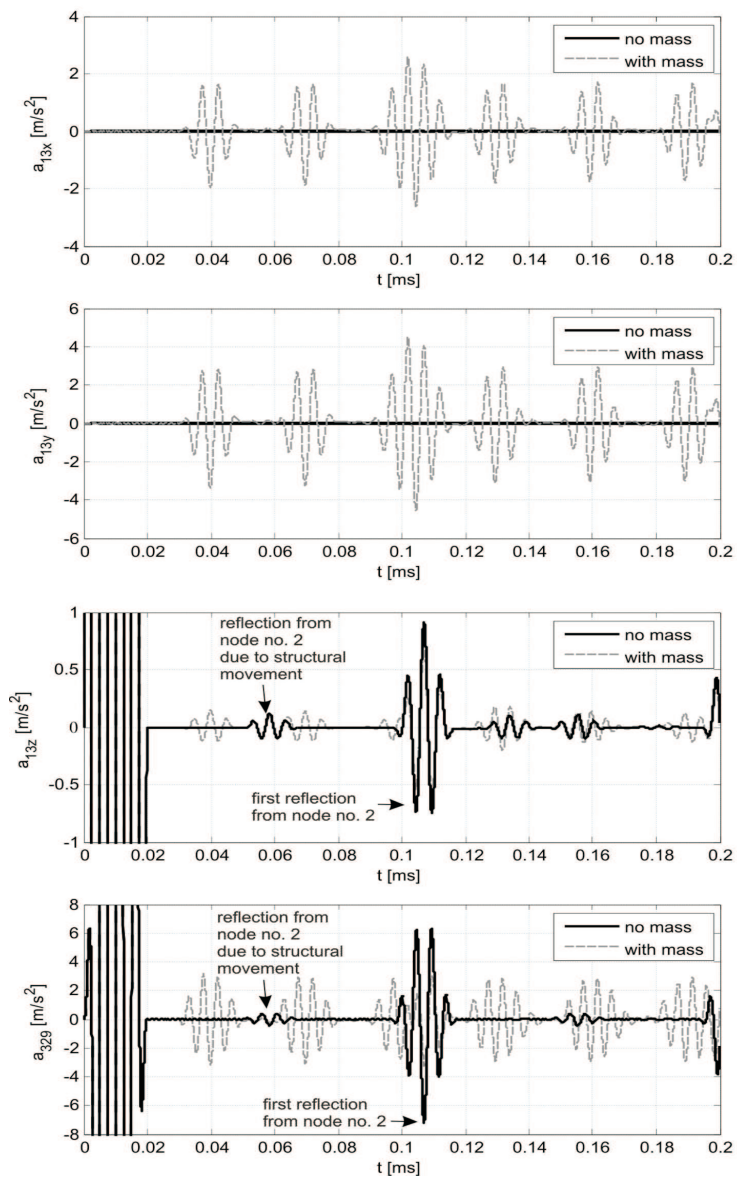 4
2
0
-2
-4
a13x [m/s2]
no mass
with mass
0 0.02 0.04 0.06 0.08 0.1 0.12 0.14 0.16 0.18 0.2
t [ms]
6
4
2
0
-2
-4
-6
a13y [m/s2]
no mass
with mass
0 0.02 0.04 0.06 0.08 0.1 0.12 0.14 0.16 0.18 0.2
t [ms]
1
0.5
0
-0.5
-1
a13z [m/s2]
reflection from
node no. 2
due to structural
movement
no mass
with mass
first reflection
from node no. 2
0 0.02 0.04 0.06 0.08 0.1 0.12 0.14 0.16 0.18 0.2
t [ms]
8
6
4
2
0
-2
-4
-6
-8
a329 [m/s2]
reflection from
node no. 2
due to structural
movement
no mass
with mass
first reflection
from node no. 2
0 0.02 0.04 0.06 0.08 0.1 0.12 0.14 0.16 0.18 0.2
t [ms]